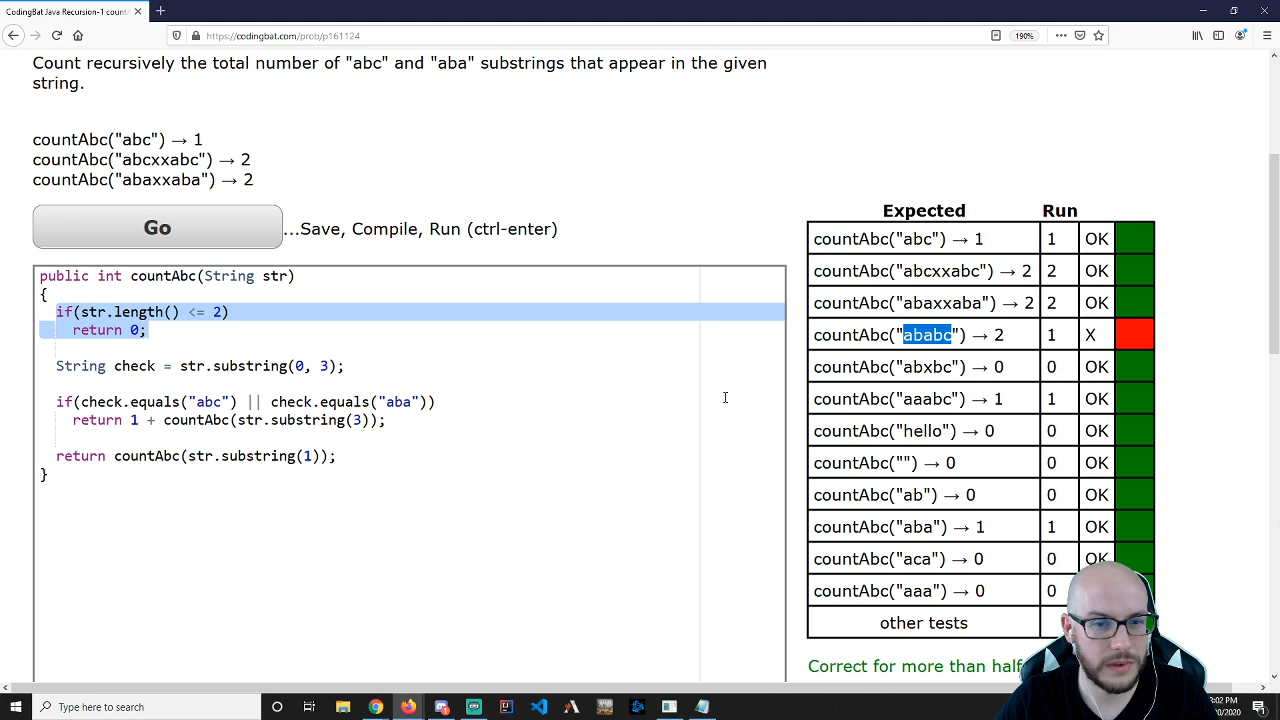 CodingBat Java Recursion-1 countA
https://codingbat.com/prob/p161124
190%
Count recursively the total number of "abc" and "aba" substrings that appear in the given
string.
countAbc("abc") → 1
countAbc("abcxxabc") → 2
countAbc("abaxxaba") → 2
Go
...Save, Compile, Run (ctrl-enter)
public int countAbc(String str)
{
if(str.length() <= 2)
return 0;
String check = str.substring(0, 3);
if(check.equals("abc") || check.equals("aba"))
return 1 + countAbc(str.substring(3));
return countAbc(str.substring(1));
}
Expected Run
countAbc("abc") → 1 1 OK
countAbc("abcxxabc") → 2 2 OK
countAbc("abaxxaba") → 2 2 OK
countAbc("ababc") → 2 1 X
countAbc("abxbc") → 0 0 OK
countAbc("aaabc") → 1 1 OK
countAbc("hello") → 0 0 OK
countAbc("") → 0 0 OK
countAbc("ab") → 0 0 OK
countAbc("aba") → 1 1 OK
countAbc("aca") → 0 0 OK
countAbc("aaa") → 0 0
other tests
Correct for more than half
Type here to search
:02 PM
/2020